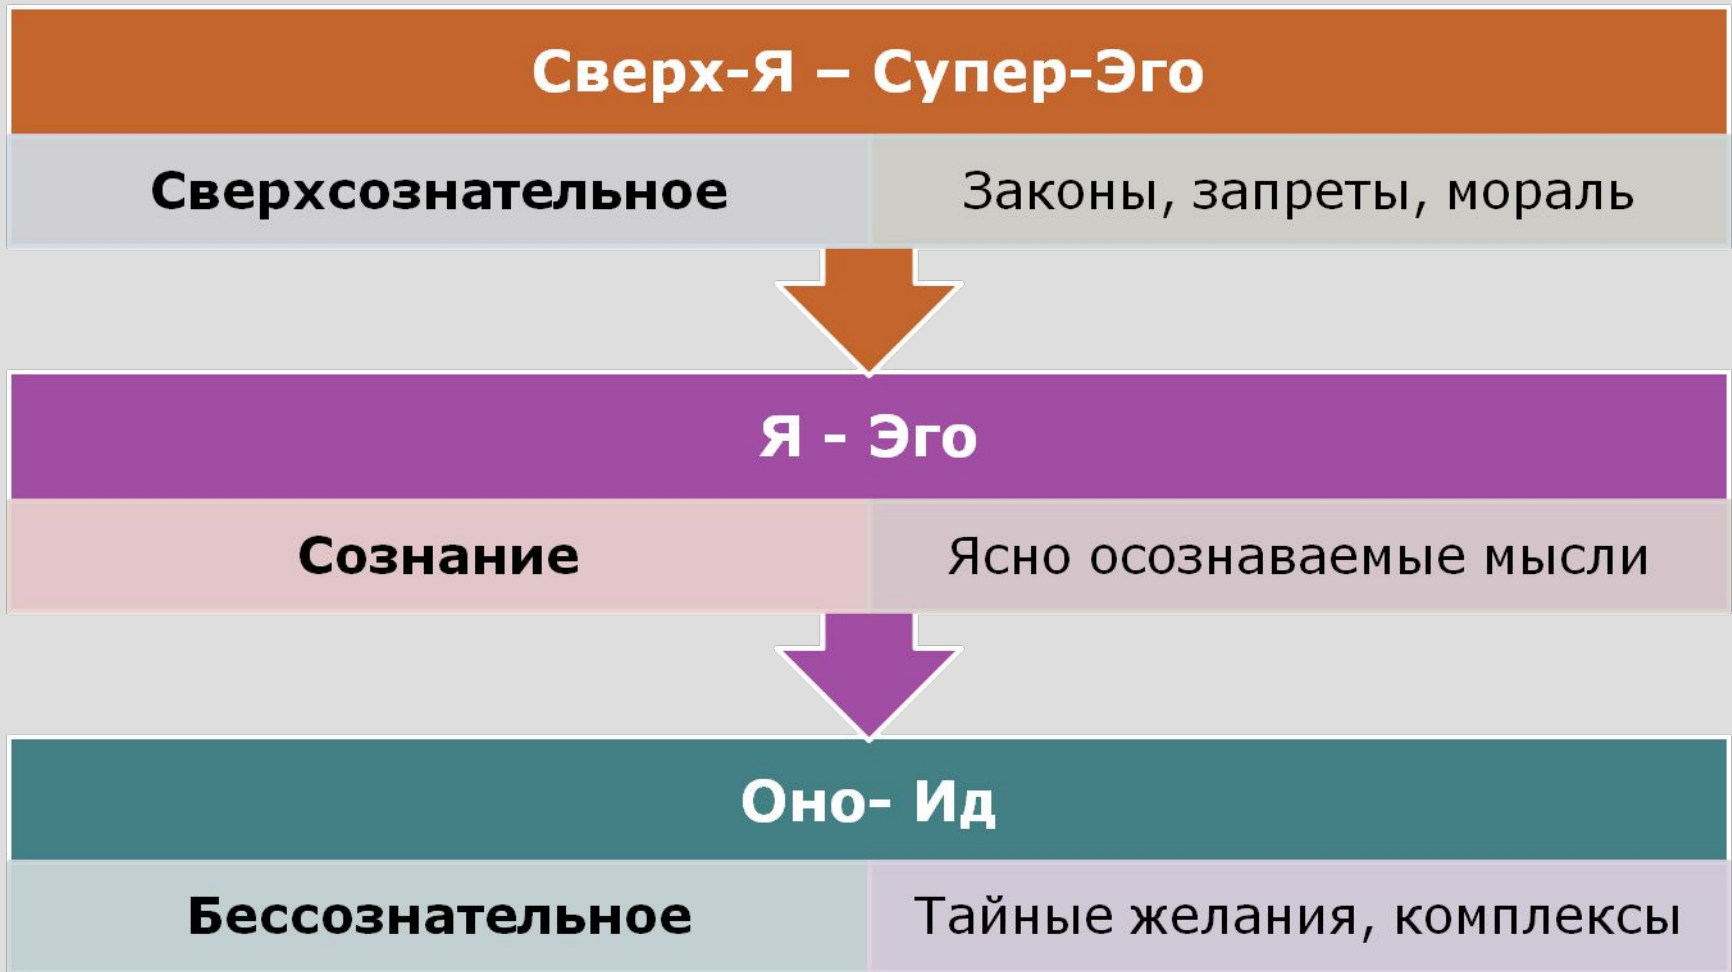 Сверх-Я – Супер-Эго
Сверхсознательное
Законы, запреты, мораль
Я - Эго
Сознание
Ясно осознаваемые мысли
Оно- Ид
Бессознательное
Тайные желания, комплексы